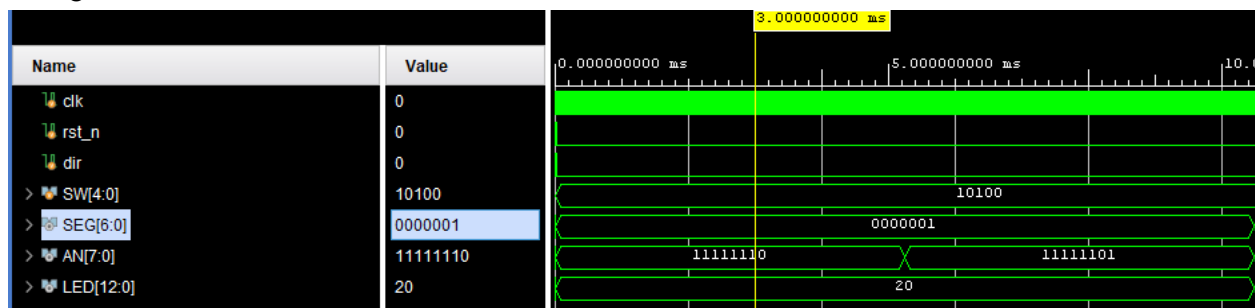 3.000000000 ms
Name Value 0.000000000 ms 5.000000000 ms 10.
clk 0
rst_n 0
dir 0
SW[4:0] 10100 10100
SEG[6:0] 0000001 0000001
AN[7:0] 11111110 11111110 11111101
LED[12:0] 20 20